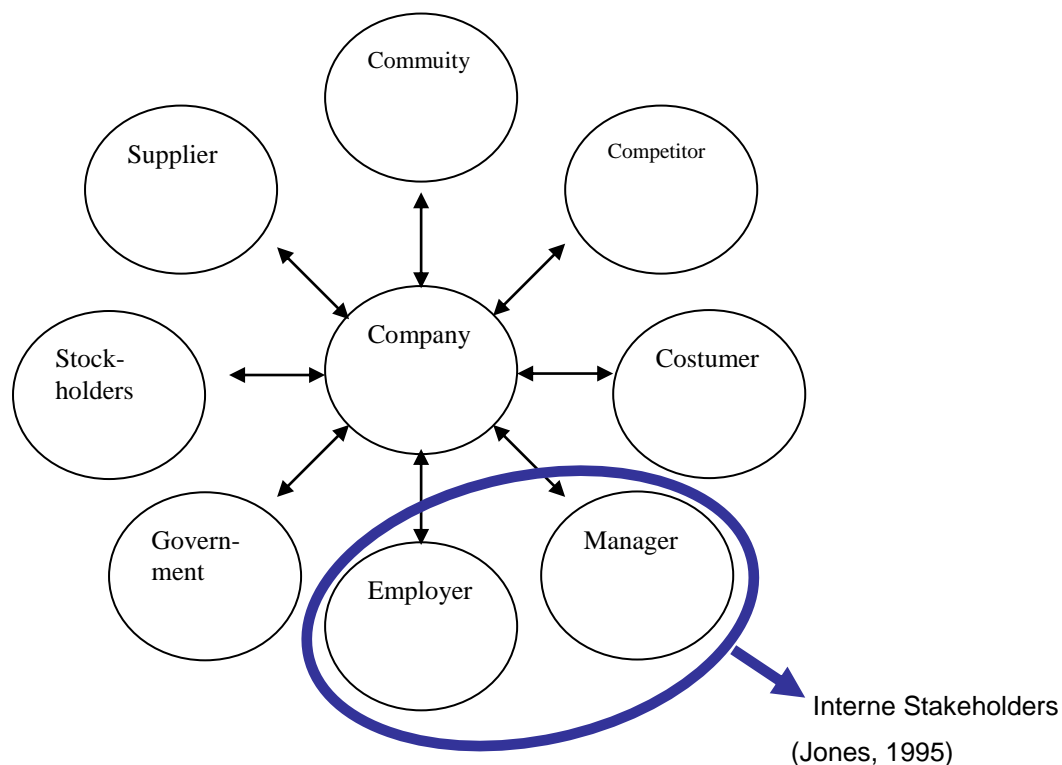 Commuity
Supplier
Competitor
Company
Stock-
holders
Costumer
Govern-
ment
Manager
Employer
Interne Stakeholders
(Jones, 1995)